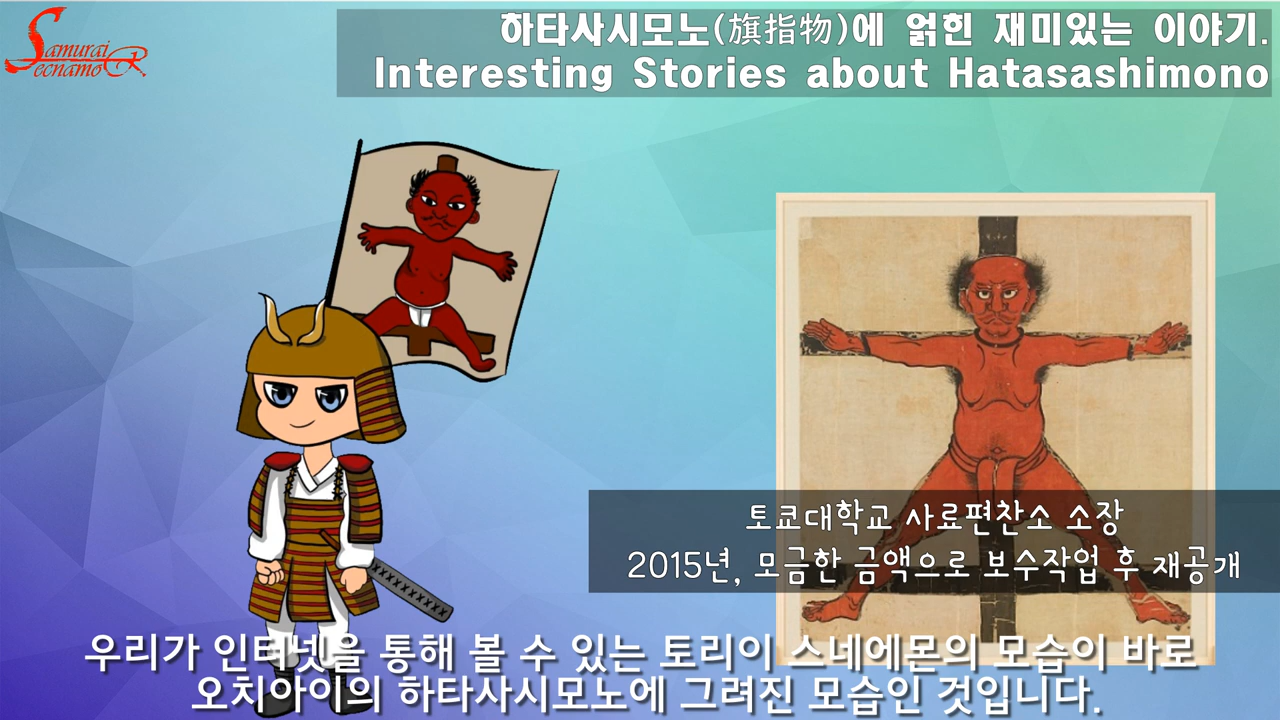 Samurai
Secnamo R
하타사시모노(旗指物)에 얽힌 재미있는 이야기.
Interesting Stories about Hatasashimono
토쿄대학교 사료편찬소 소장
2015년, 모금한 금액으로 보수작업 후 재공개
우리가 인터넷을 통해 볼 수 있는 토리이 스네에몬의 모습이 바로
오치아이의 하타사시모노에 그려진 모습인 것입니다.